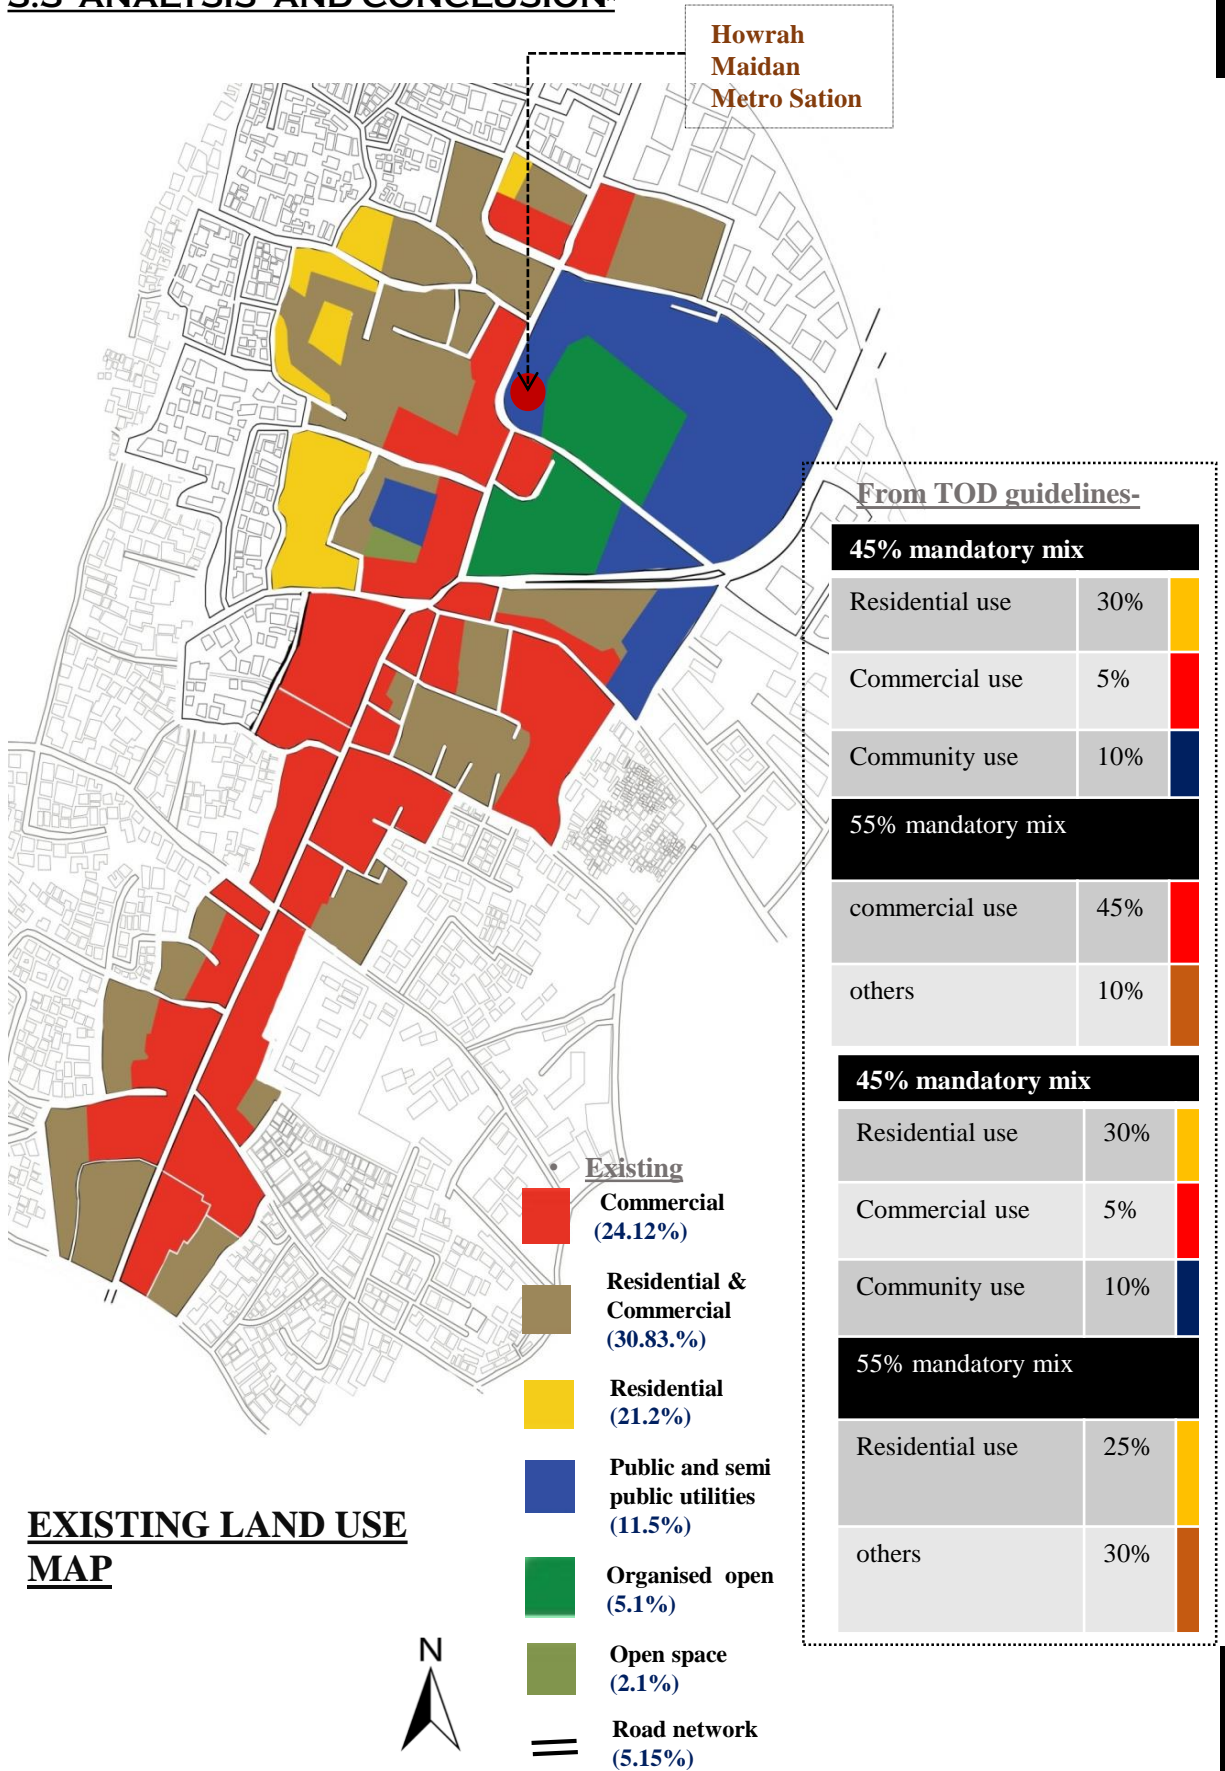 ANALYSIS AND CONCLUSION-
Howrah
Maidan
Metro Sation
From TOD guidelines-
45% mandatory mix
Residential use 30%
Commercial use 5%
Community use 10%
55% mandatory mix
commercial use 45%
others 10%
45% mandatory mix
Residential use 30%
Commercial use 5%
Community use 10%
55% mandatory mix
Residential use 25%
others 30%
• Existing
Commercial
(24.12%)
Residential &
Commercial
(30.83.%)
Residential
(21.2%)
Public and semi
public utilities
(11.5%)
Organised open
(5.1%)
Open space
(2.1%)
Road network
(5.15%)
EXISTING LAND USE
MAP
N